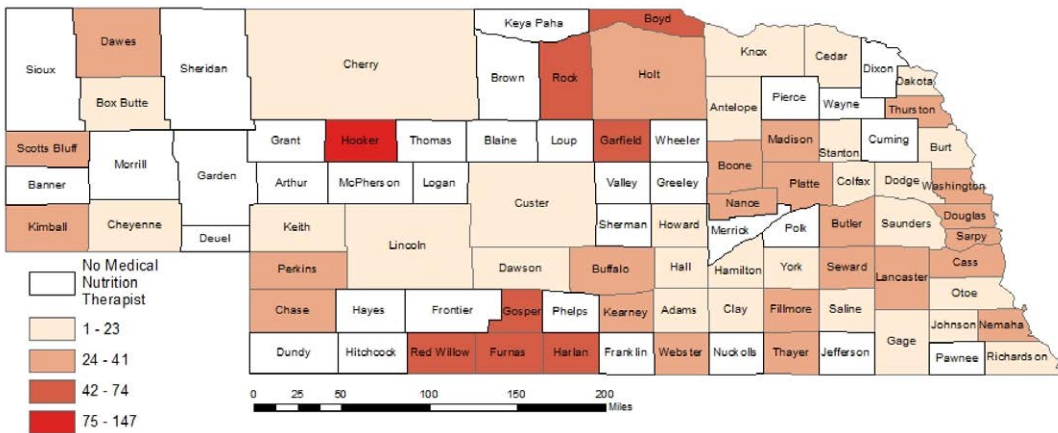 Keya Paha
Boyd
Dawes
Knox
Cedar
Sioux
Sheridan
Cherry
Brown
Rock
Holt
Dixon
Dakota
Box Butte
Antelope
Pierce
Wayne
Thurston
Scotts Bluff
Morrill
Garden
Grant
Hooker
Thomas
Blaine
Loup
Garfield
Wheeler
Madison
Stanton
Cuming
Burt
Banner
Arthur
McPherson
Logan
Custer
Valley
Greeley
Boone
Platte
Colfax
Dodge
Washington
Nance
Kimball
Cheyenne
Deuel
Keith
Lincoln
Sherman
Howard
Merrick
Polk
Butler
Saunders
Douglas
Sarpy
Perkins
Dawson
Buffalo
Hall
Hamilton
York
Seward
Lancaster
Cass
Otoe
Chase
Hayes
Frontier
Gosper
Phelps
Kearney
Adams
Clay
Fillmore
Saline
Johnson
Nemaha
Gage
Dundy
Hitchcock
Red Willow
Furnas
Harlan
Franklin
Webster
Nuckolls
Thayer
Jefferson
Pawnee
Richardson
No Medical
Nutrition
Therapist
1 - 23
24 - 41
42 - 74
75 - 147
0 25 50 100 150 200
Miles